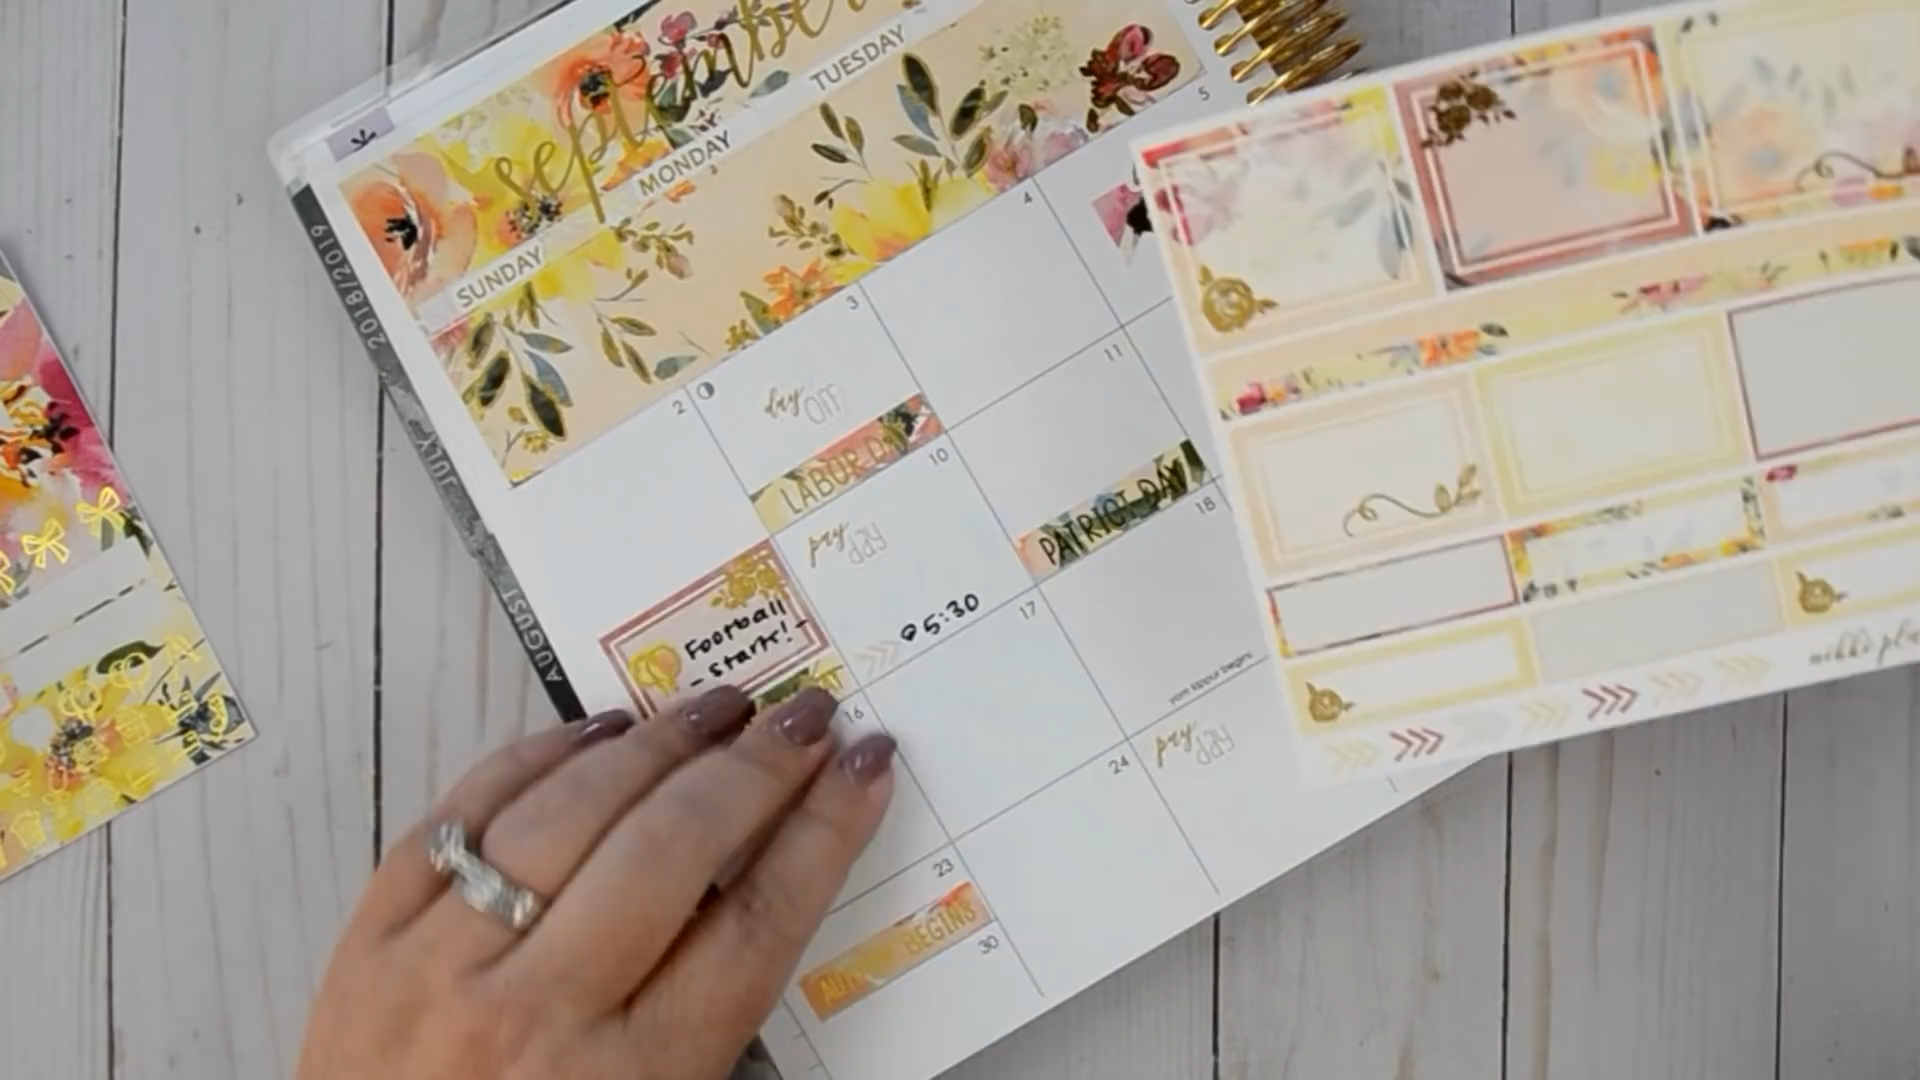 september
SUNDAY
MONDAY
TUESDAY
2018/2019
JULY
AUGUST
2
3
4
5
day OFF
LABOR DAY
10
11
pay DAY
PATRIOT DAY
Football
starts!
5:30
16
17
18
yom kippur begins
pay DAY
23
24
BEGINS
30
1